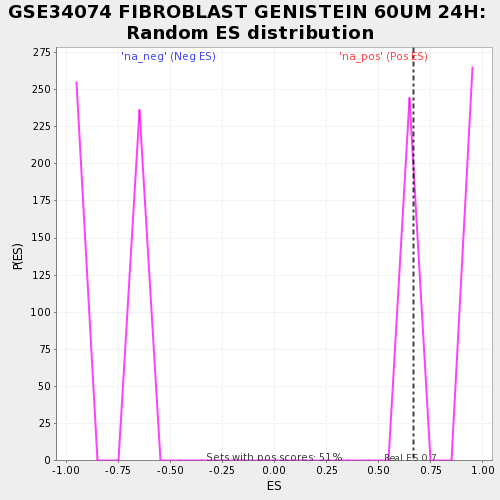 GSE34074 FIBROBLAST GENISTEIN 60UM 24H:
Random ES distribution
'na_neg' (Neg ES)
'na_pos' (Pos ES)
P(ES)
275
250
225
200
175
150
125
100
75
50
25
0
Sets with pos scores: 51%
Real ES 0.7
-1.00 -0.75 -0.50 -0.25 0.00 0.25 0.50 0.75 1.00
ES